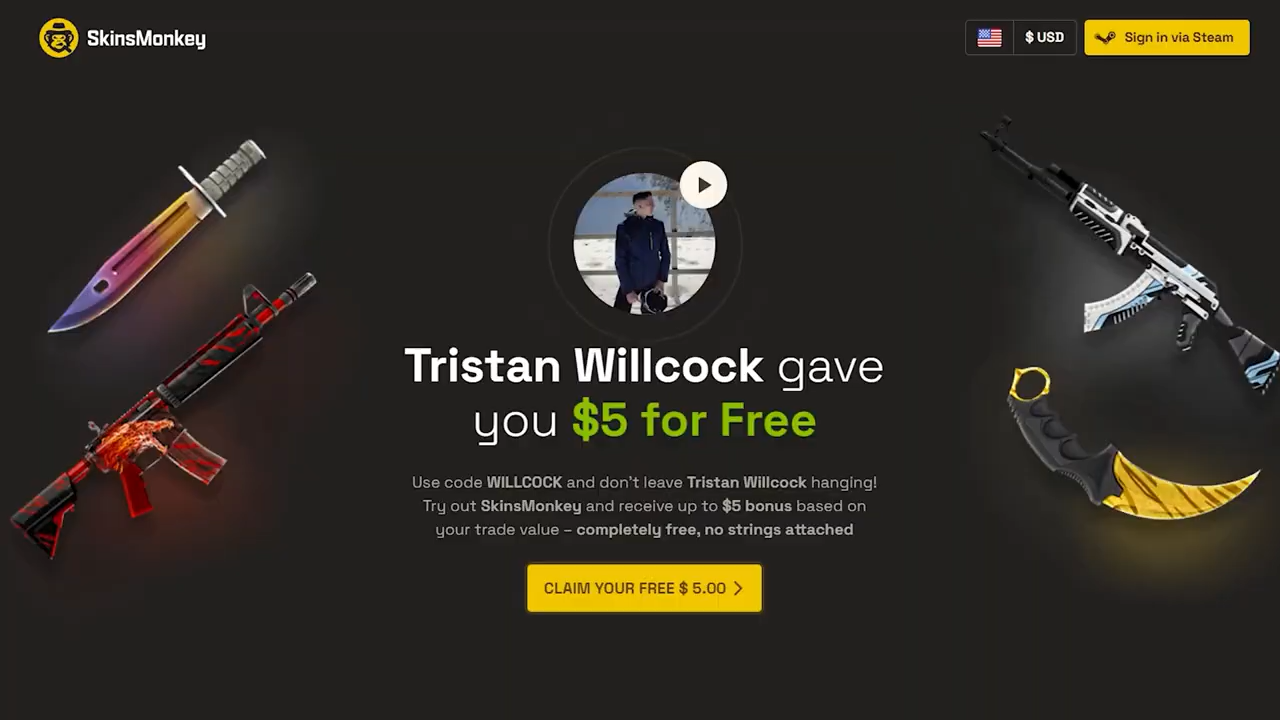 SkinsMonkey
$ USD
Sign in via Steam
Tristan Willcock gave
you $5 for Free
Use code WILLCOCK and don't leave Tristan Willcock hanging!
Try out SkinsMonkey and receive up to $5 bonus based on
your trade value – completely free, no strings attached
CLAIM YOUR FREE $ 5.00